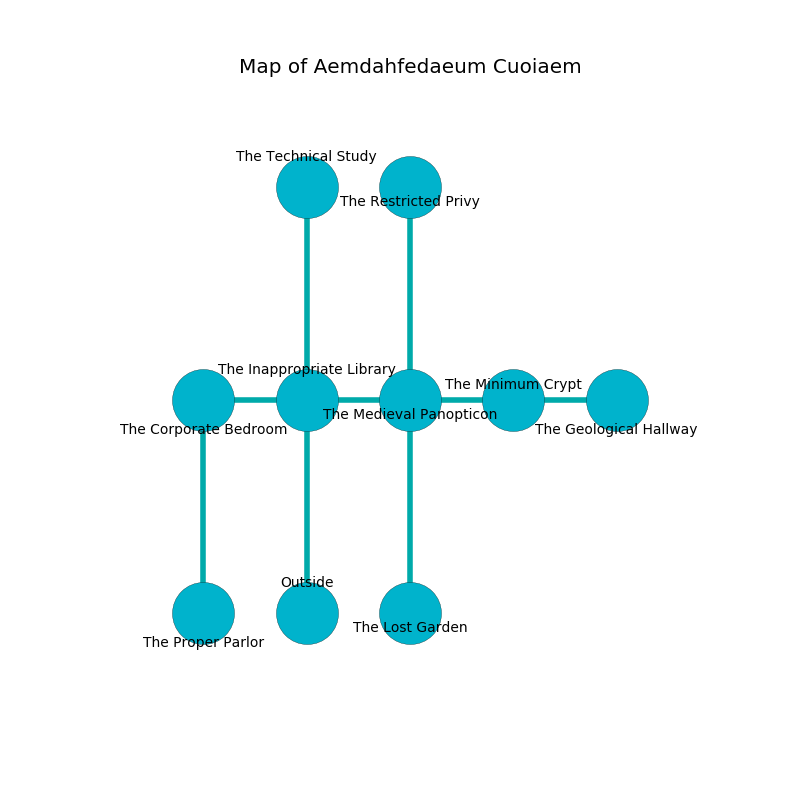 Map of Aemdahfedaeum Cuoiaem
The Technical Study
The Restricted Privy
The Inappropriate Library
The Minimum Crypt
The Medieval Panopticon
The Corporate Bedroom
The Geological Hallway
Outside
The Lost Garden
The Proper Parlor